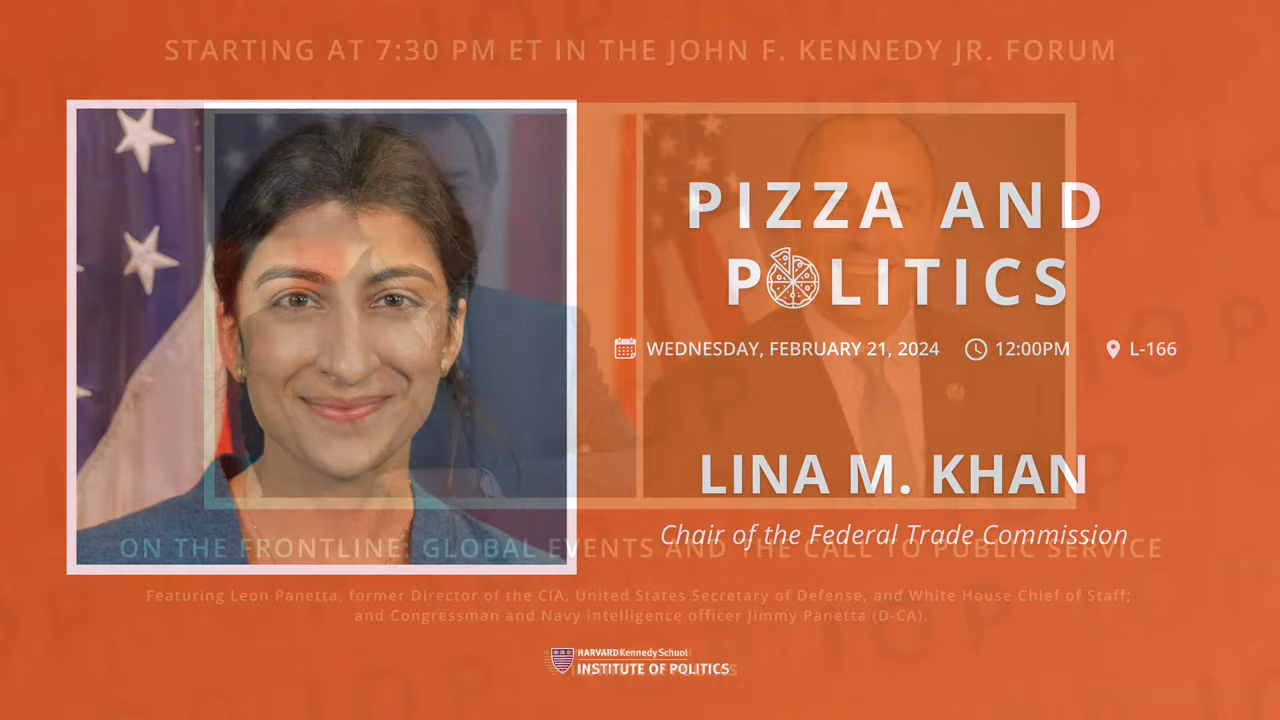 STARTING AT 7:30 PM ET IN THE JOHN F. KENNEDY JR. FORUM
PIZZA AND
POLITICS
WEDNESDAY, FEBRUARY 21, 2024 12:00PM L-166
LINA M. KHAN
Chair of the Federal Trade Commission
ON THE FRONTLINE: GLOBAL EVENTS AND THE CALL TO PUBLIC SERVICE
Featuring Leon Panetta, former Director of the CIA, United States Secretary of Defense, and White House Chief of Staff;
and Congressman and Navy intelligence officer Jimmy Panetta (D-CA).
HARVARD Kennedy School
INSTITUTE OF POLITICS